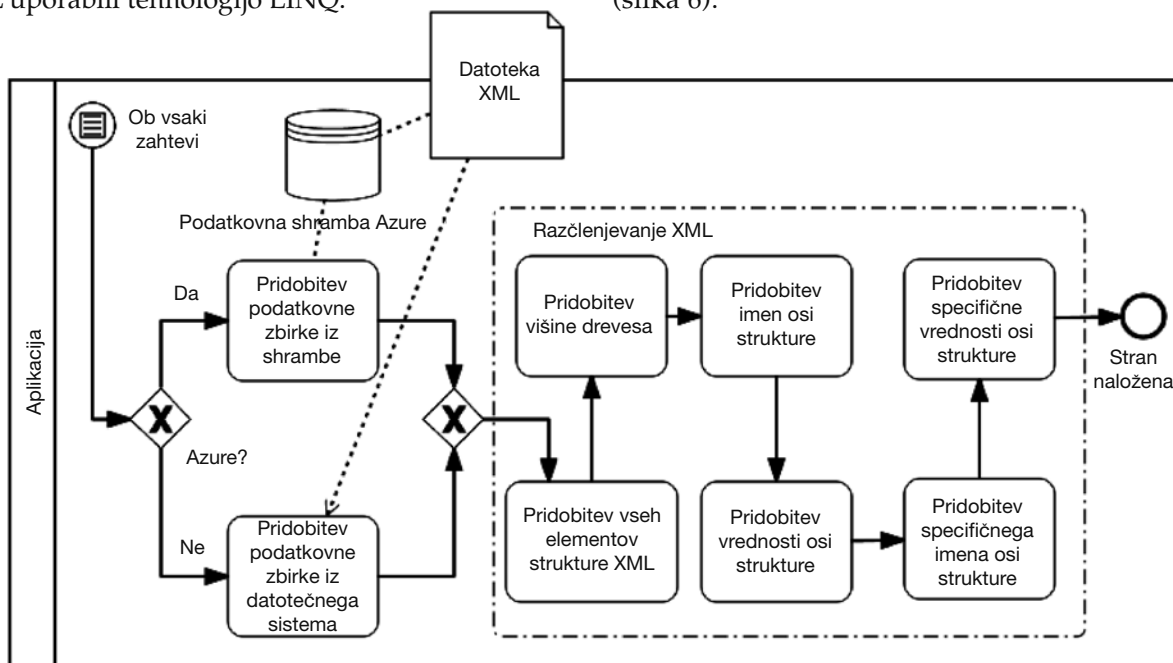 uporabili tehnologijo LINQ.
(slika 6).
Datoteka
XML
Ob vsaki
zahtevi
Podatkovna shramba Azure
Razčlenjevanje XML
Aplikacija
Da
Pridobitev
podatkovne
zbirke iz
shrambe
Azure?
Ne
Pridobitev
podatkovne
zbirke iz
datotečnega
sistema
Pridobitev vseh
elementov
strukture XML
Pridobitev
višine drevesa
Pridobitev
imen osi
strukture
Pridobitev
vrednosti osi
strukture
Pridobitev
specifičnega
imena osi
strukture
Pridobitev
specifične
vrednosti osi
strukture
Stran
naložena